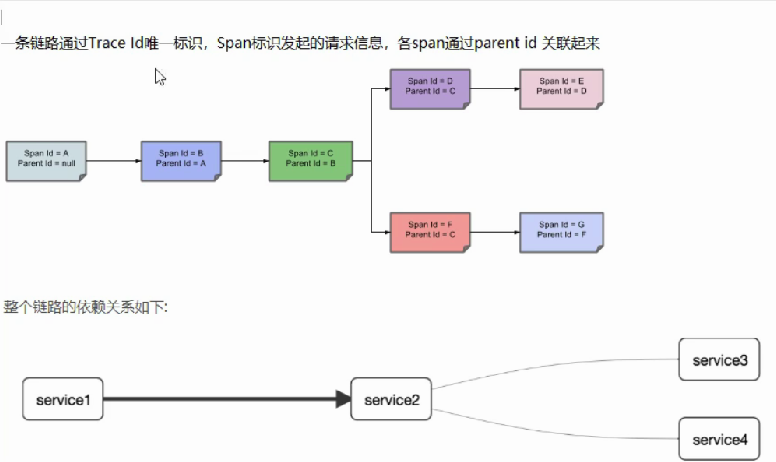 一条链路通过Trace Id唯一标识，Span标识发起的请求信息，各span通过parent id 关联起来
Span Id = D
Parent Id = C
Span Id = E
Parent Id = D
Span Id = A
Parent Id = null
Span Id = B
Parent Id = A
Span Id = C
Parent Id = B
Span Id = F
Parent Id = C
Span Id = G
Parent Id = F
整个链路的依赖关系如下:
service3
service1
service2
service4